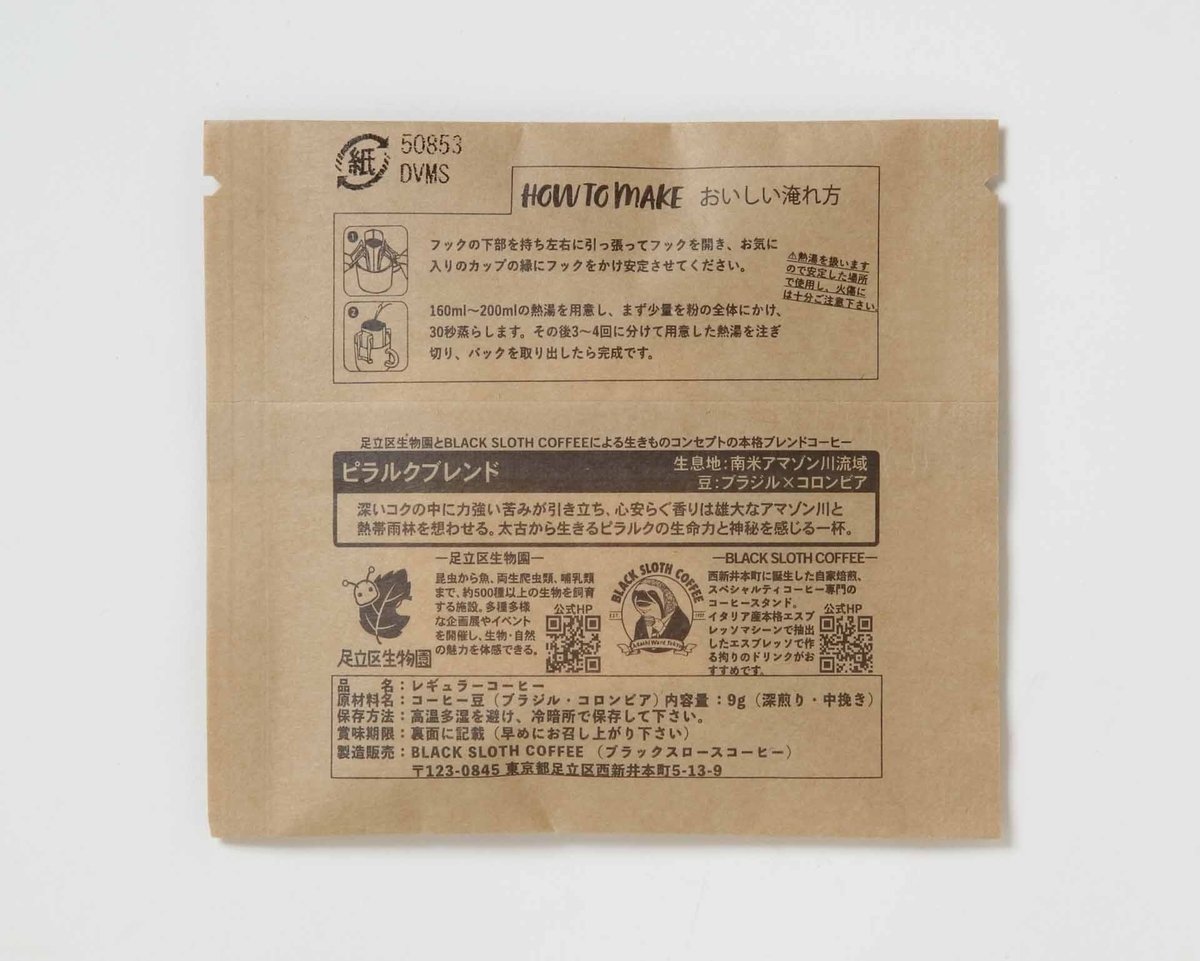 紙
50853
DVMS
HOW TO MAKE おいしい淹れ方
1
フックの下部を持ち左右に引っ張ってフックを開き、お気に
入りのカップの縁にフックをかけ安定させてください。
⚠熱湯を扱います
ので安定した場所
で使用し、火傷に
は十分ご注意下さい。
2
160ml〜200mlの熱湯を用意し、まず少量を粉の全体にかけ、
30秒蒸らします。その後3〜4回に分けて用意した熱湯を注ぎ
切り、バックを取り出したら完成です。
足立区生物園とBLACK SLOTH COFFEEによる生きものコンセプトの本格ブレンドコーヒー
ピラルクブレンド
生息地：南米アマゾン川流域
豆：ブラジル×コロンビア
深いコクの中に力強い苦みが引き立ち、心安らぐ香りは雄大なアマゾン川と
熱帯雨林を想わせる。太古から生きるピラルクの生命力と神秘を感じる一杯。
―足立区生物園―
昆虫から魚、両生爬虫類、哺乳類
まで、約500種以上の生物を飼育
する施設。多種多様
な企画展やイベント
を開催し、生物・自然
の魅力を体感できる。
公式HP
足立区生物園
BLACK SLOTH COFFEE
Adachi Ward Tokyo
―BLACK SLOTH COFFEE―
西新井本町に誕生した自家焙煎、
スペシャルティコーヒー専門の
コーヒースタンド。
イタリア産本格エスプ
レッソマシーンで抽出
したエスプレッソで作
る拘りのドリンクがお
すすめです。
公式HP
品　　名：レギュラーコーヒー
原材料名：コーヒー豆（ブラジル・コロンビア）内容量：9g（深煎り・中挽き）
保存方法：高温多湿を避け、冷暗所で保存して下さい。
賞味期限：裏面に記載（早めにお召し上がり下さい）
製造販売：BLACK SLOTH COFFEE （ブラックスロースコーヒー）
〒123-0845 東京都足立区西新井本町5-13-9